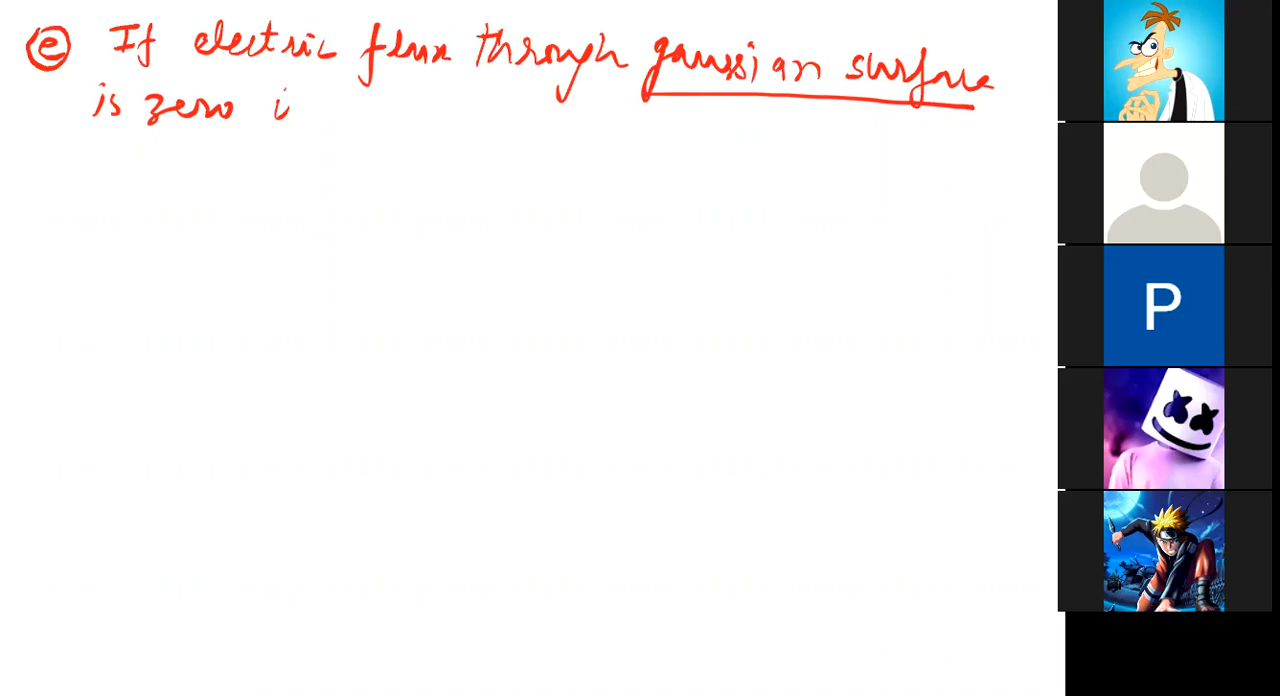 ⓔ If electric flux through gaussian surface
is zero i
P